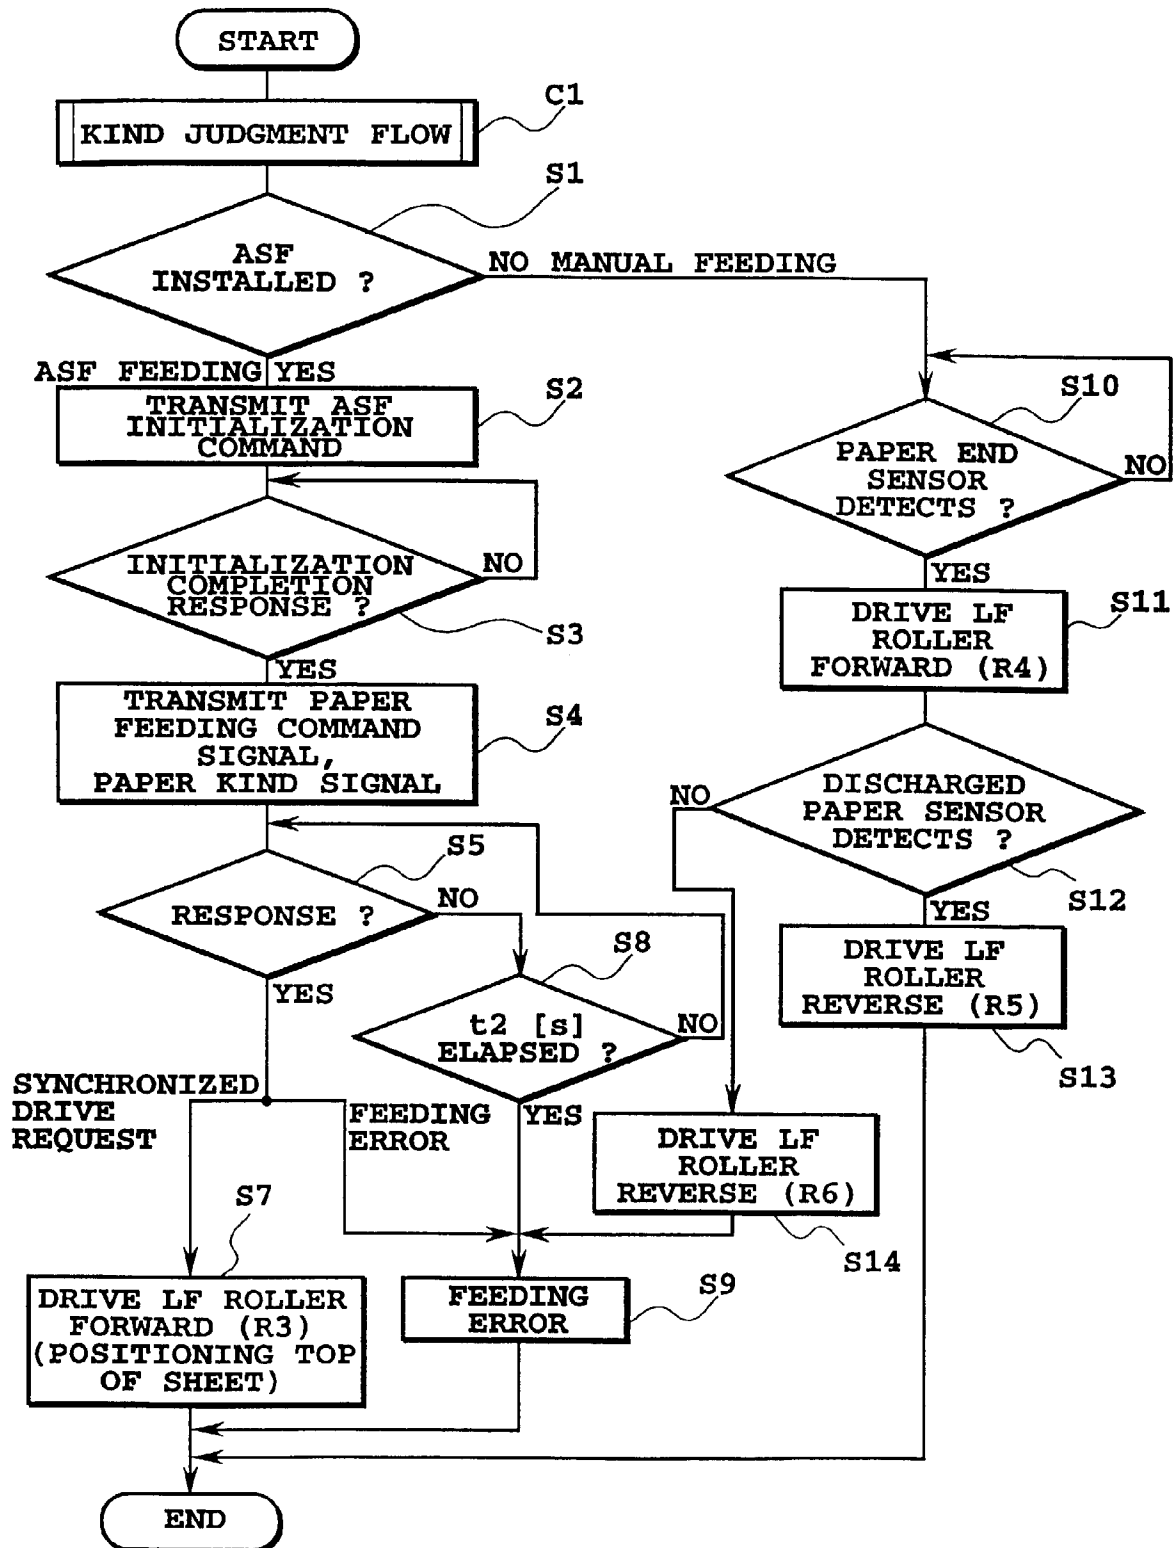 START
KIND JUDGMENT FLOW
C1
S1
ASF
INSTALLED ?
NO MANUAL FEEDING
ASF FEEDING YES
S2
TRANSMIT ASF
INITIALIZATION
COMMAND
S10
PAPER END
SENSOR
DETECTS ?
NO
YES
INITIALIZATION
COMPLETION
RESPONSE ?
NO
S3
YES
S11
DRIVE LF
ROLLER
FORWARD (R4)
TRANSMIT PAPER
FEEDING COMMAND
SIGNAL,
PAPER KIND SIGNAL
S4
DISCHARGED
PAPER SENSOR
DETECTS ?
NO
S12
YES
S5
RESPONSE ?
NO
YES
S8
t2 [s]
ELAPSED ?
NO
YES
DRIVE LF
ROLLER
REVERSE (R5)
S13
SYNCHRONIZED
DRIVE
REQUEST
FEEDING
ERROR
DRIVE LF
ROLLER
REVERSE (R6)
S14
S7
DRIVE LF ROLLER
FORWARD (R3)
(POSITIONING TOP
OF SHEET)
S9
FEEDING
ERROR
END